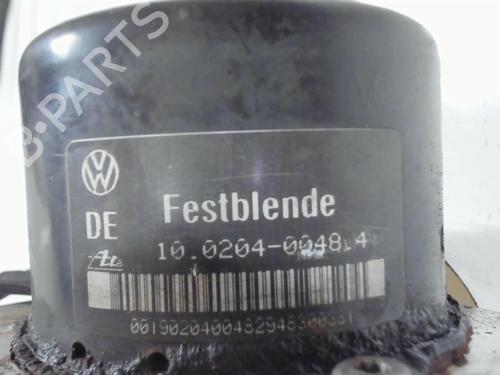 B-PARTS
Festblende
DE
10.0204-0048.4